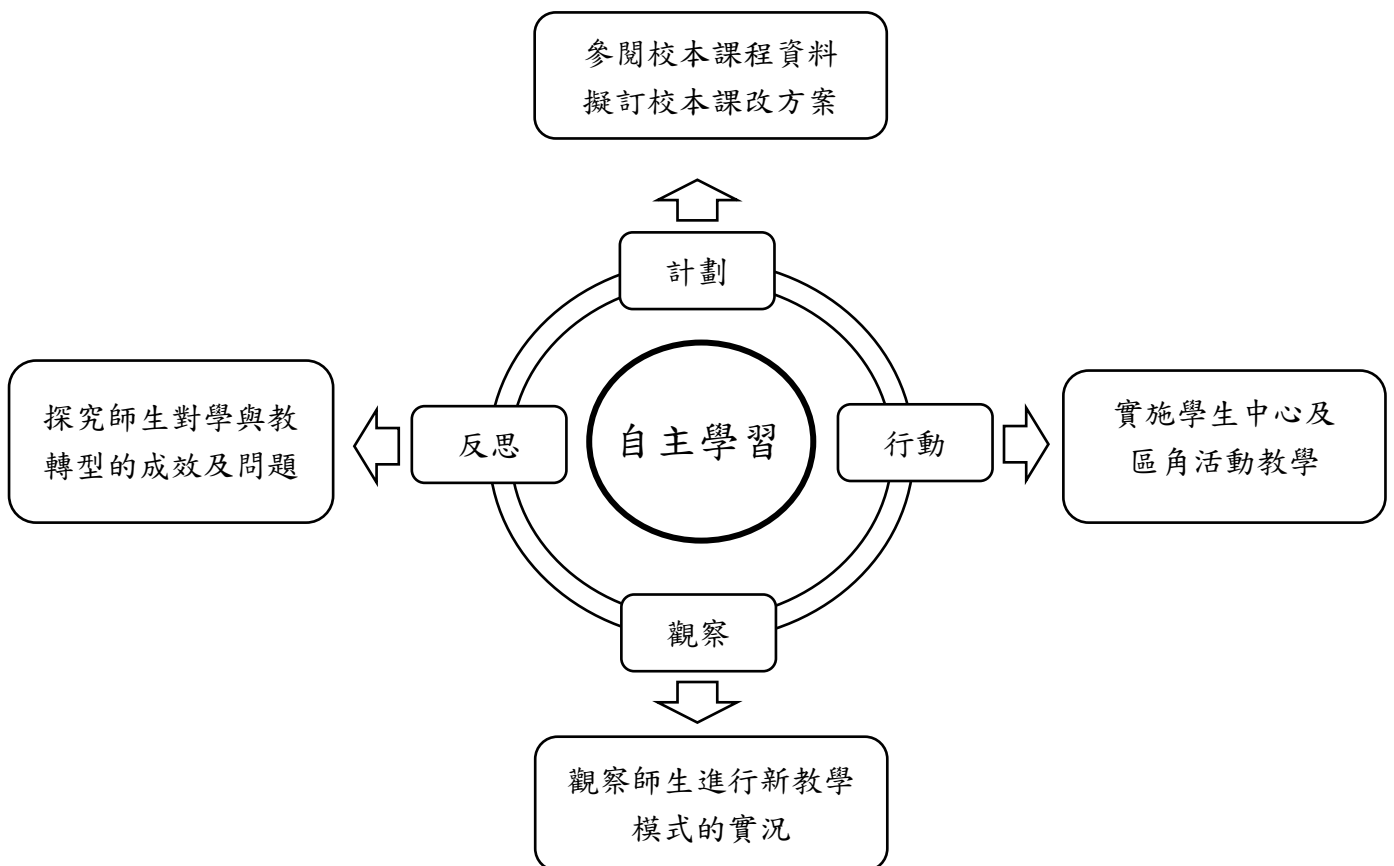 參閱校本課程資料
擬訂校本課改方案
計劃
探究師生對學與教
轉型的成效及問題
反思
自主學習
行動
實施學生中心及
區角活動教學
觀察
觀察師生進行新教學
模式的實況